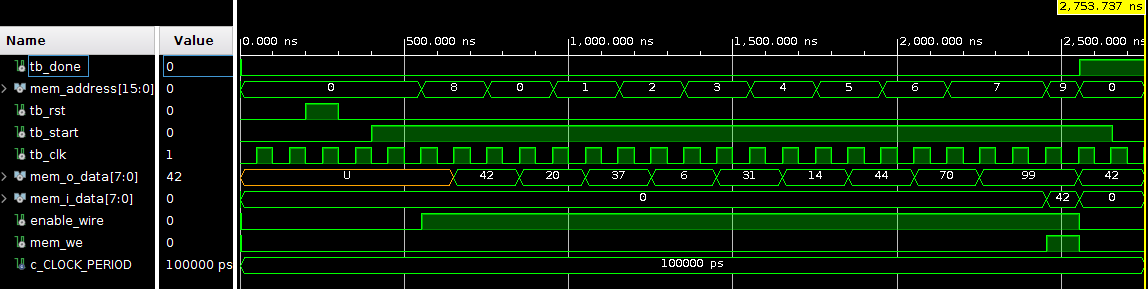 2,753.737 ns
Name Value 0.000 ns 500.000 ns 1,000.000 ns 1,500.000 ns 2,000.000 ns 2,500.000 ns
tb_done 0
mem_address[15:0] 0 0 8 0 1 2 3 4 5 6 7 9 0
tb_rst 0
tb_start 0
tb_clk 1
mem_o_data[7:0] 42 U 42 20 37 6 31 14 44 70 99 42
mem_i_data[7:0] 0 0 42 0
enable_wire 0
mem_we 0
c_CLOCK_PERIOD 100000 ps 100000 ps